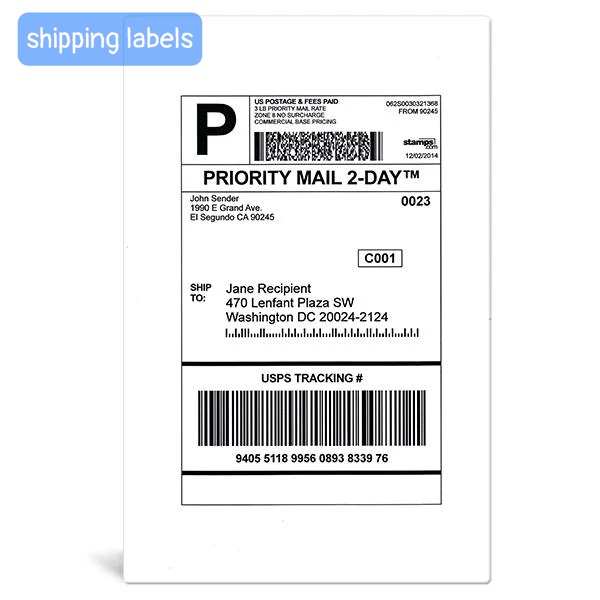 shipping labels
P
US POSTAGE & FEES PAID
3 LB PRIORITY MAIL RATE
ZONE 8 NO SURCHARGE
COMMERCIAL BASE PRICING
062S0030321368
FROM 90245
stamps.com
12/02/2014
PRIORITY MAIL 2-DAY™
John Sender
1990 E Grand Ave.
El Segundo CA 90245
0023
C001
SHIP
TO:
Jane Recipient
470 Lenfant Plaza SW
Washington DC 20024-2124
USPS TRACKING #
9405 5118 9956 0893 8339 76